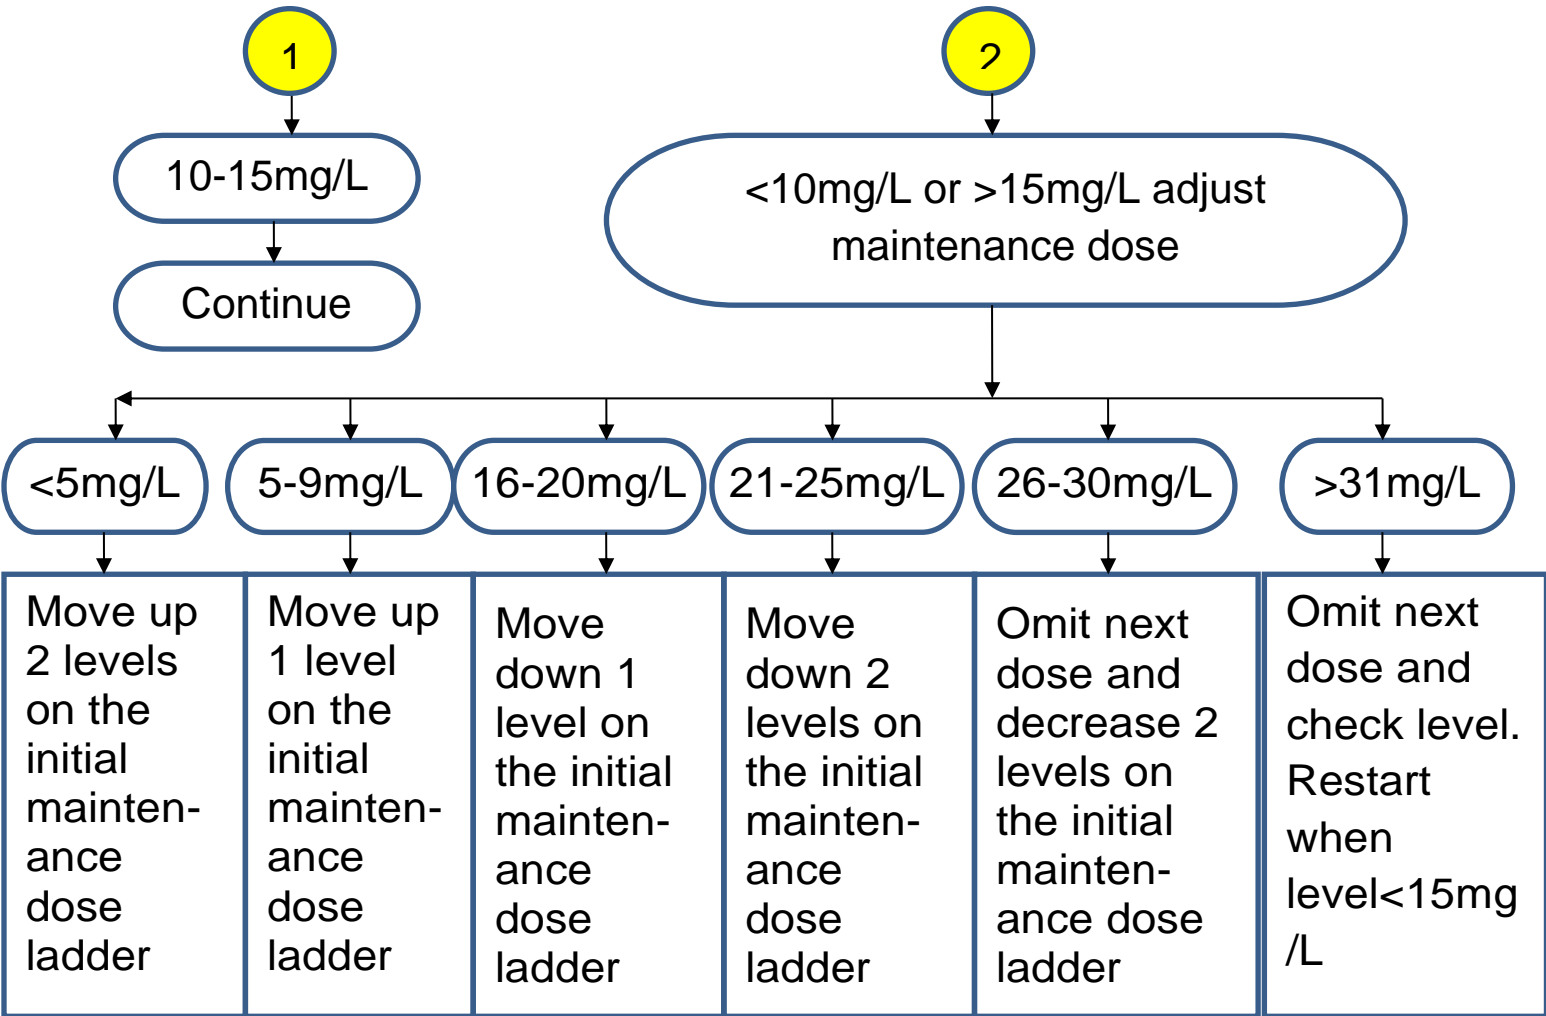 1
2
10-15mg/L
Continue
<10mg/L or >15mg/L adjust
maintenance dose
<5mg/L
5-9mg/L
16-20mg/L
21-25mg/L
26-30mg/L
>31mg/L
Move up
2 levels
on the
initial
mainten-
ance
dose
ladder
Move up
1 level
on the
initial
mainten-
ance
dose
ladder
Move
down 1
level on
the initial
mainten-
ance
dose
ladder
Move
down 2
levels on
the initial
mainten-
ance
dose
ladder
Omit next
dose and
decrease 2
levels on
the initial
mainten-
ance dose
ladder
Omit next
dose and
check level.
Restart
when
level<15mg
/L